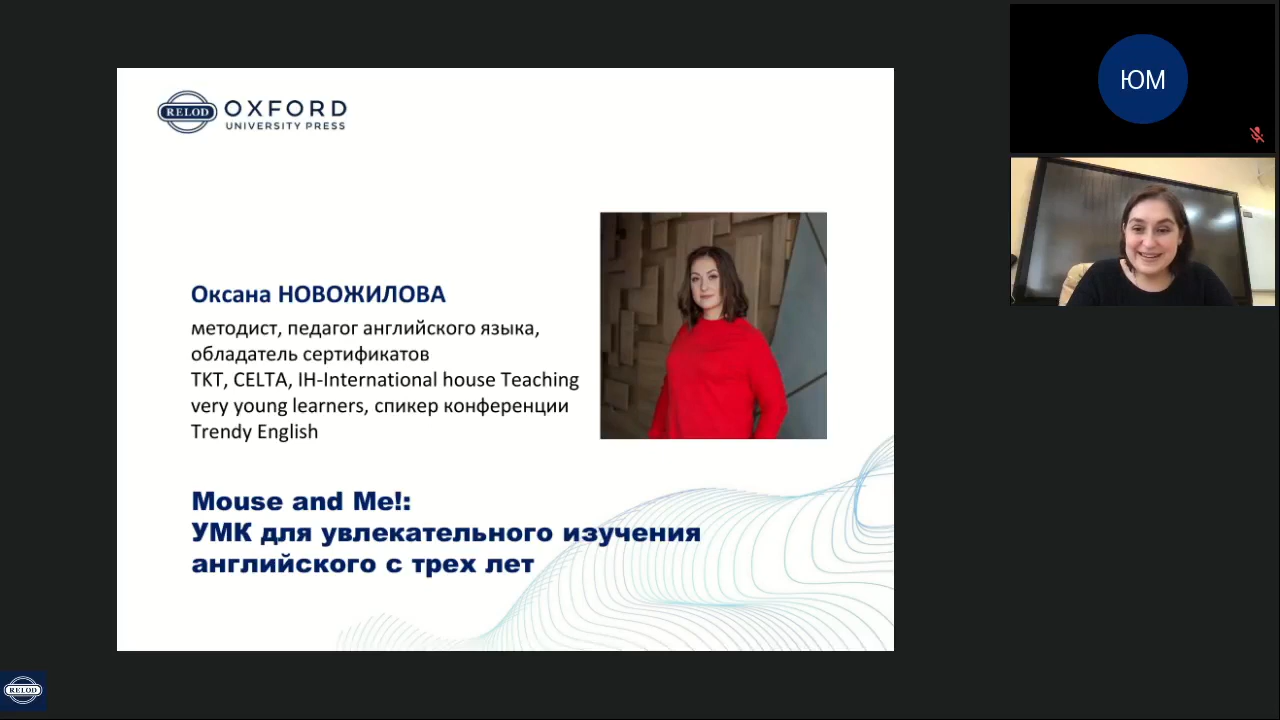 RELOD
OXFORD
UNIVERSITY PRESS
Оксана НОВОЖИЛОВА
методист, педагог английского языка,
обладатель сертификатов
TKT, CELTA, IH-International house Teaching
very young learners, спикер конференции
Trendy English
Mouse and Me!:
УМК для увлекательного изучения
английского с трех лет
ЮМ
RELOD